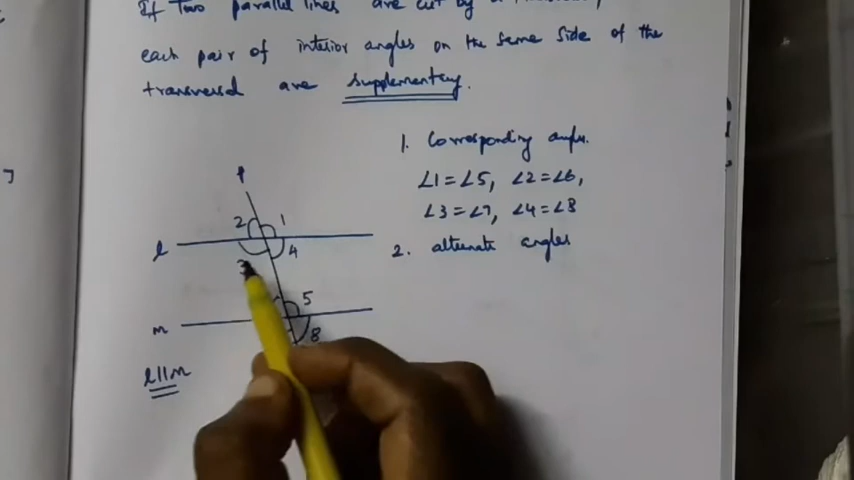 If Two parallel lines are cut by a
each pair of interior angles on the same side of the
transversal are supplementary.
1. Corresponding angles.
∠1=∠5, ∠2=∠6,
∠3=∠7, ∠4=∠8
2. alternate angles
p
2 1
l
3 4
5
m
8
l||m